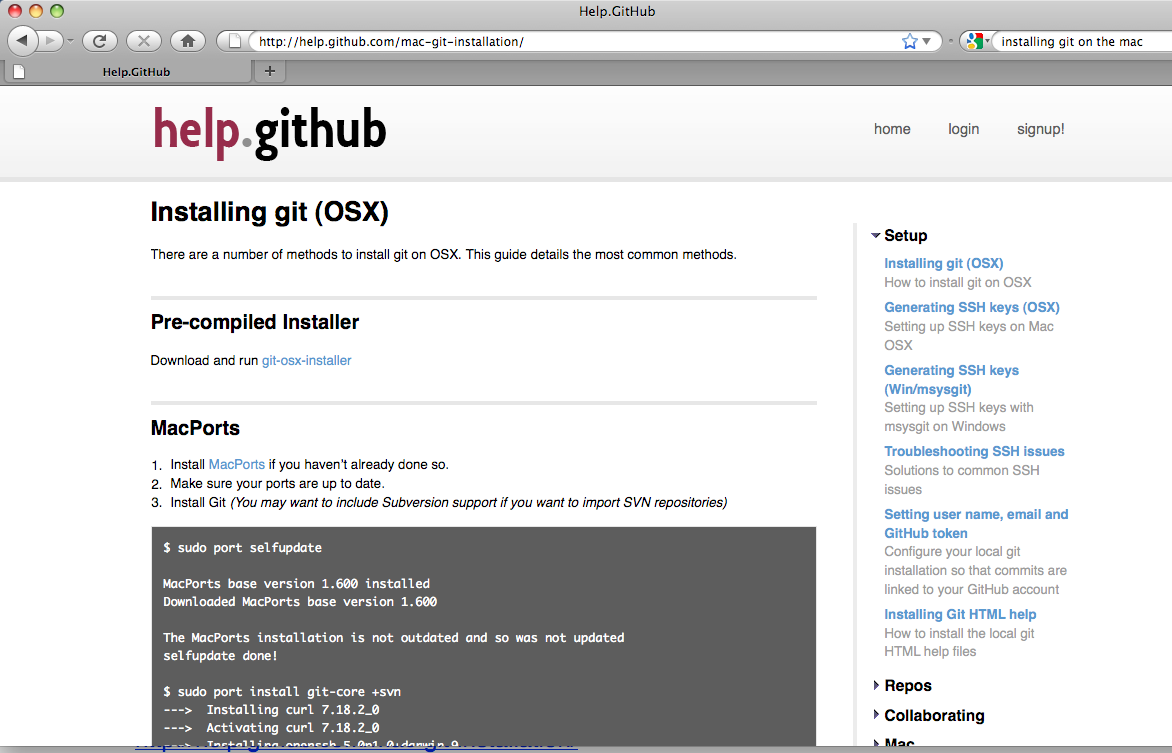 Help.GitHub
http://help.github.com/mac-git-installation/
installing git on the mac
Help.GitHub
help.github
home login signup!
Installing git (OSX)
There are a number of methods to install git on OSX. This guide details the most common methods.
Pre-compiled Installer
Download and run git-osx-installer
MacPorts
1. Install MacPorts if you haven't already done so.
2. Make sure your ports are up to date.
3. Install Git (You may want to include Subversion support if you want to import SVN repositories)
$ sudo port selfupdate
MacPorts base version 1.600 installed
Downloaded MacPorts base version 1.600
The MacPorts installation is not outdated and so was not updated
selfupdate done!
$ sudo port install git-core +svn
---> Installing curl 7.18.2_0
---> Activating curl 7.18.2_0
---> Installing openssh 5.0p1_0+darwin_9
Setup
Installing git (OSX)
How to install git on OSX
Generating SSH keys (OSX)
Setting up SSH keys on Mac
OSX
Generating SSH keys
(Win/msysgit)
Setting up SSH keys with
msysgit on Windows
Troubleshooting SSH issues
Solutions to common SSH
issues
Setting user name, email and
GitHub token
Configure your local git
installation so that commits are
linked to your GitHub account
Installing Git HTML help
How to install the local git
HTML help files
Repos
Collaborating
Mac